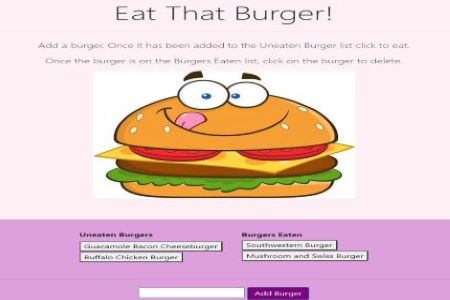 Eat That Burger!
Add a burger. Once it has been added to the Uneaten Burger list click to eat.
Once the burger is on the Burgers Eaten list, click on the burger to delete.
Uneaten Burgers
Guacamole Bacon Cheeseburger
Buffalo Chicken Burger
Burgers Eaten
Southwestern Burger
Mushroom and Swiss Burger
Add Burger